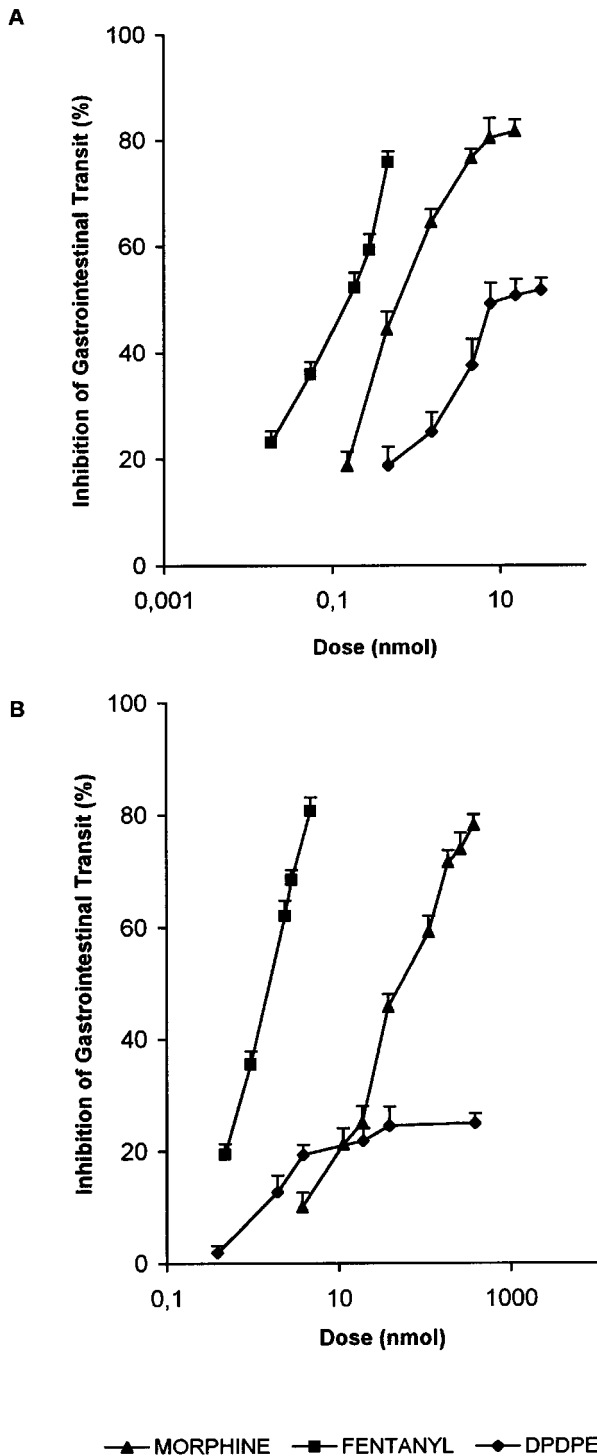 A
Inhibition of Gastrointestinal Transit (%)
100
80
60
40
20
0
0,001
0,1
10
Dose (nmol)
B
Inhibition of Gastrointestinal Transit (%)
100
80
60
40
20
0
0,1
10
1000
Dose (nmol)
MORPHINE FENTANYL DPDPE